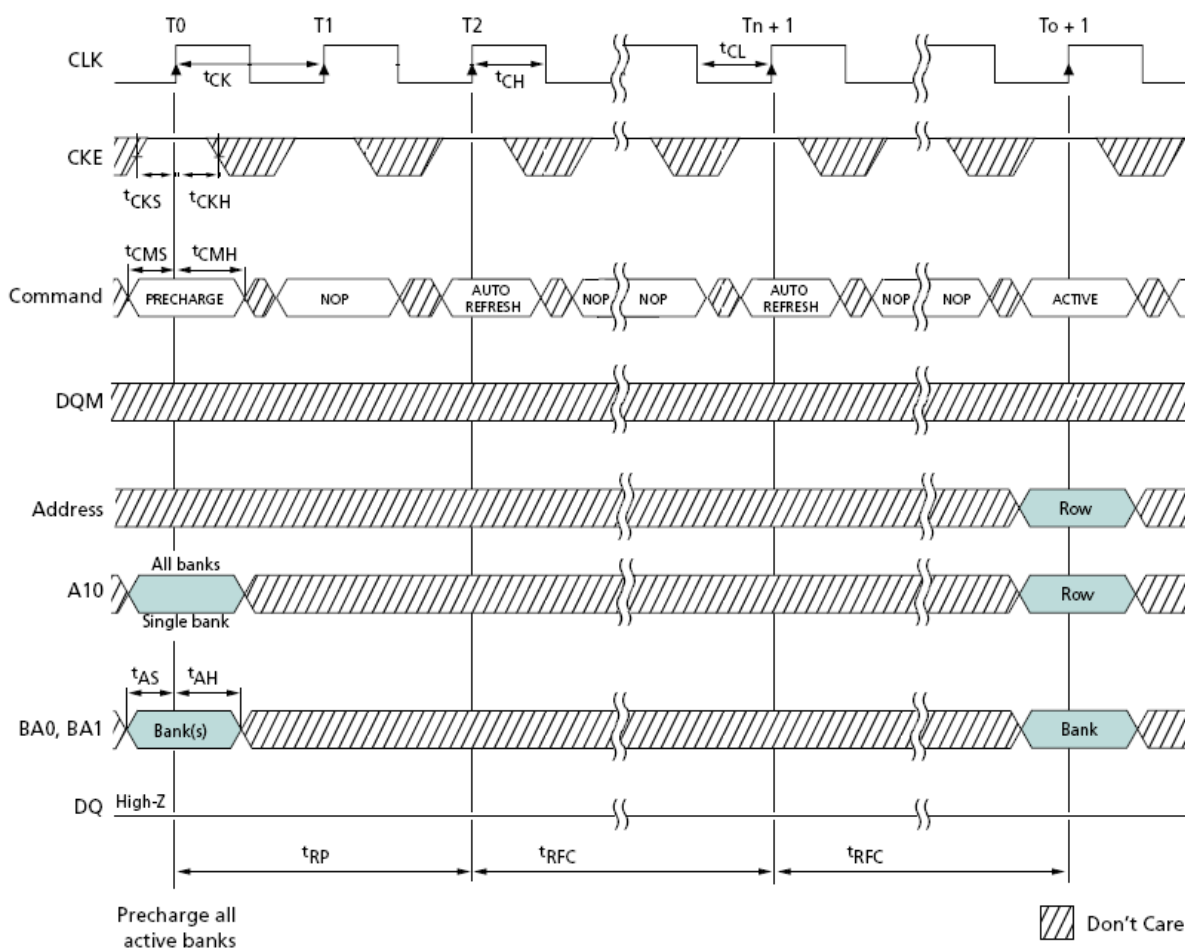 T0 T1 T2 Tn + 1 To + 1
CLK
tCK tCH tCL
CKE
tCKS tCKH
tCMS tCMH
Command PRECHARGE NOP AUTO REFRESH NOP NOP AUTO REFRESH NOP NOP ACTIVE
DQM
Address Row
All banks
A10 Row
Single bank
tAS tAH
BA0, BA1 Bank(s) Bank
DQ High-Z
tRP tRFC tRFC
Precharge all
active banks
Don't Care